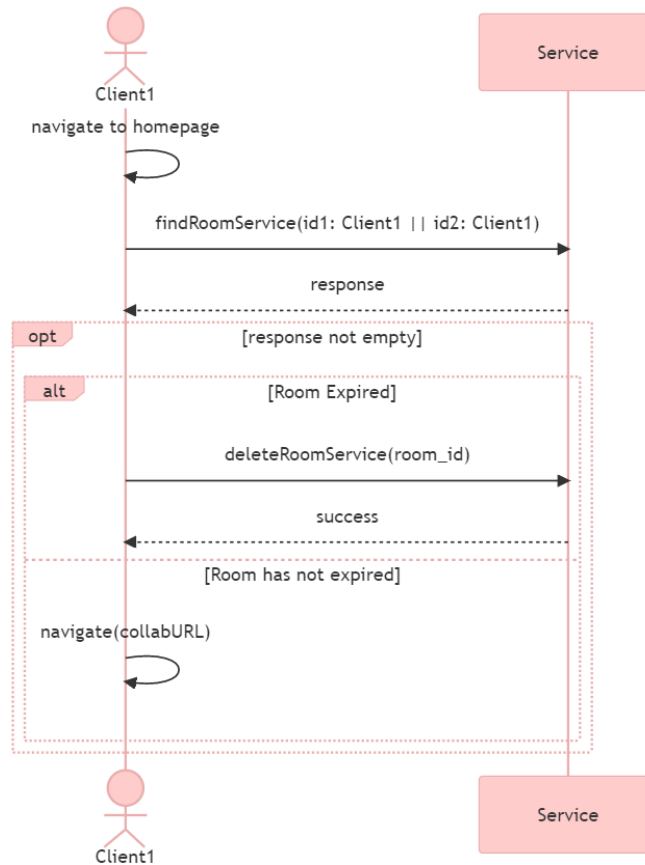 Service
Client1
navigate to homepage
findRoomService(id1: Client1 || id2: Client1)
response
opt
[response not empty]
alt
[Room Expired]
deleteRoomService(room_id)
success
[Room has not expired]
navigate(collabURL)
Service
Client1